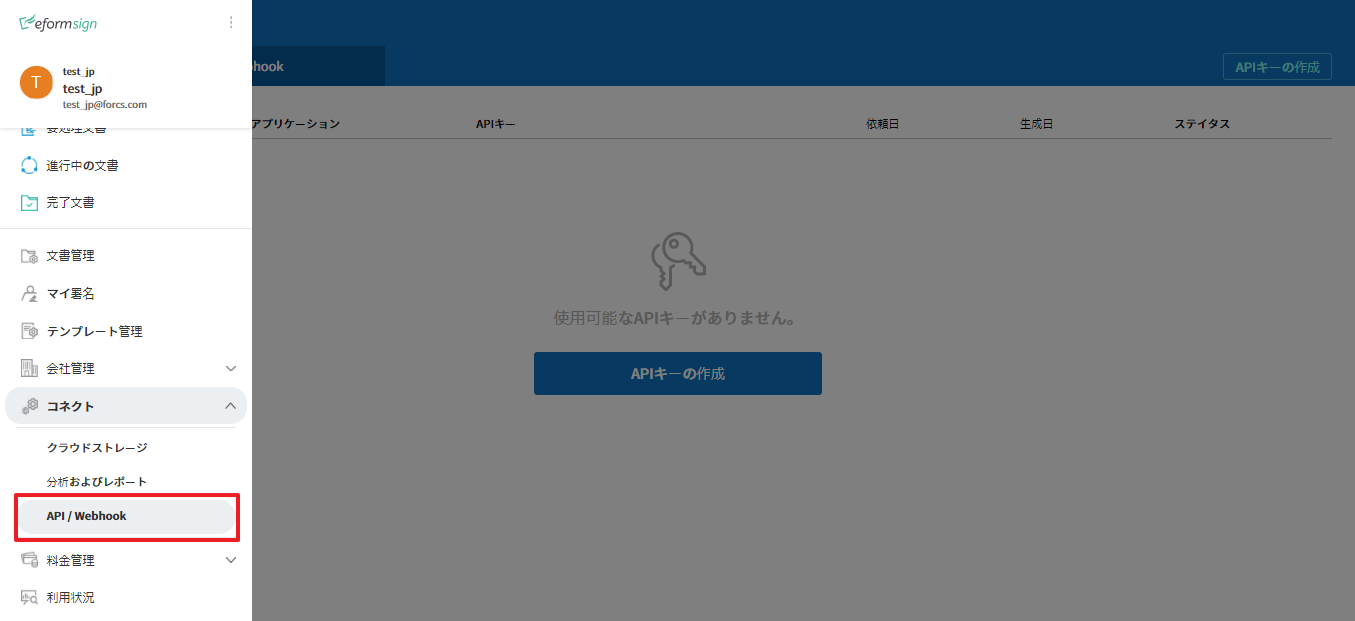 eformsign
T
test_jp
test_jp
test_jp@forcs.com
要処理文書
進行中の文書
完了文書
文書管理
マイ署名
テンプレート管理
会社管理
コネクト
クラウドストレージ
分析およびレポート
API / Webhook
料金管理
利用状況
hook
APIキーの作成
アプリケーション APIキー 依頼日 生成日 ステイタス
使用可能なAPIキーがありません。
APIキーの作成